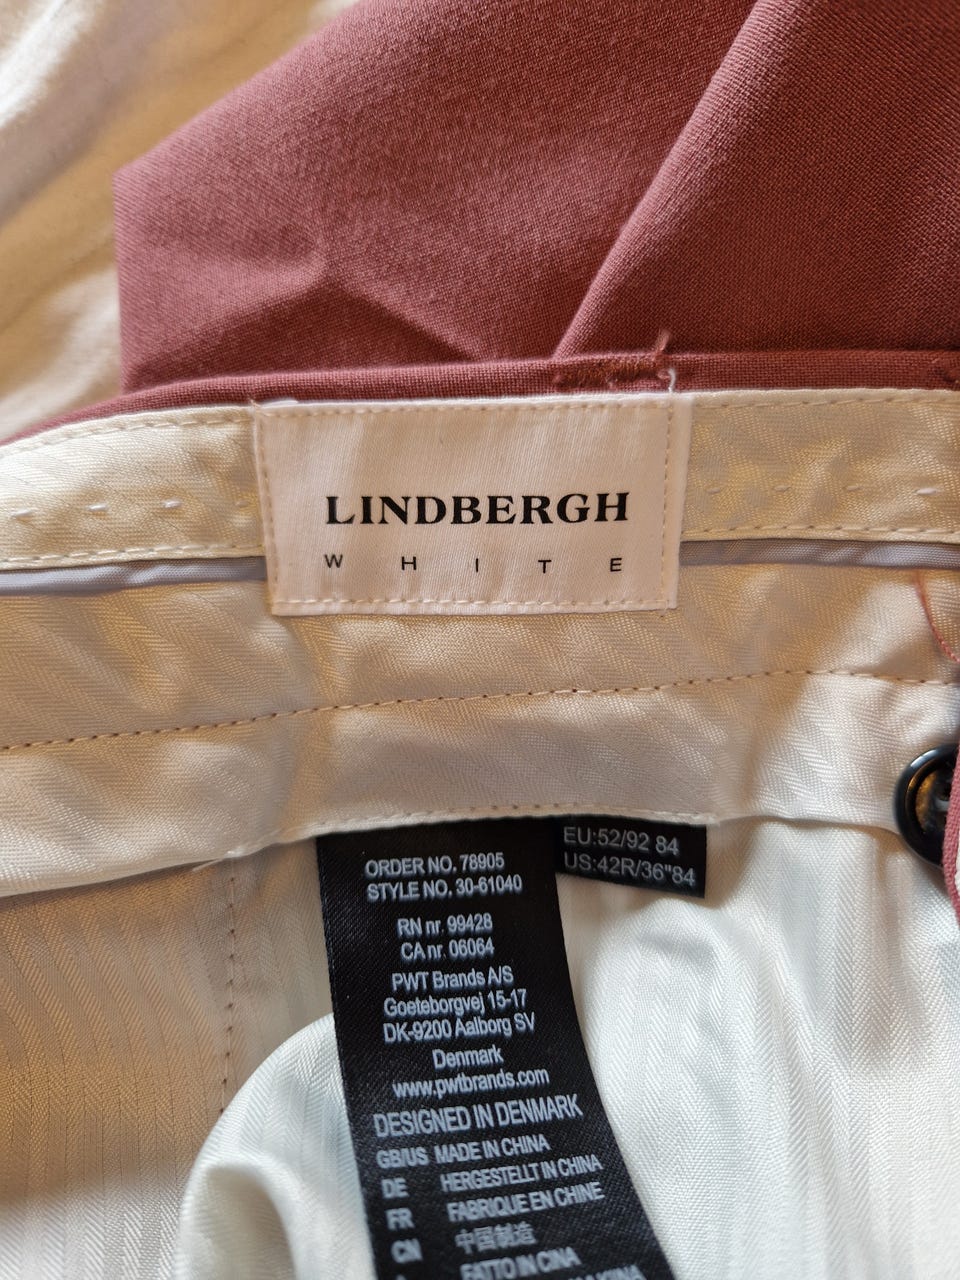 LINDBERGH
WHITE
EU:52/92 84
US:42R/36"84
ORDER NO. 78905
STYLE NO. 30-61040
RN nr. 99428
CA nr. 06064
PWT Brands A/S
Goeteborgvej 15-17
DK-9200 Aalborg SV
Denmark
www.pwtbrands.com
DESIGNED IN DENMARK
GB/US MADE IN CHINA
DE HERGESTELLT IN CHINA
FR FABRIQUE EN CHINE
CN 中国制造
FATTO IN CINA